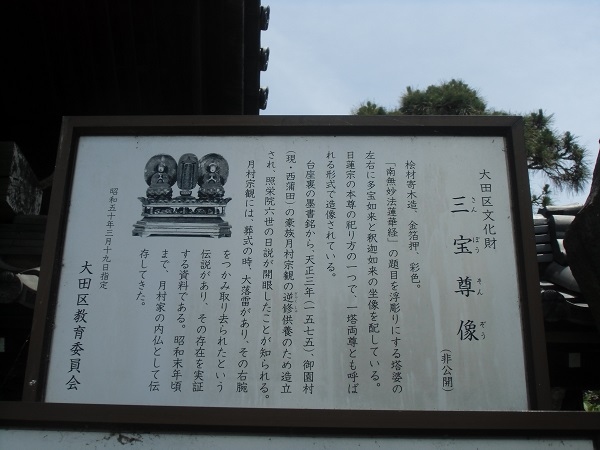 大田区文化財
三宝尊像
さんぼうそんぞう
（非公開）
桧材寄木造、金箔押、彩色。
「南無妙法蓮華経」の題目を浮彫りにする塔婆の
左右に多宝如来と釈迦如来の坐像を配している。
日蓮宗の本尊の祀り方の一つで、一塔両尊とも呼ば
れる形式で造像されている。
台座裏の墨書銘から、天正三年（一五七五）、御園村
（現・西蒲田）の豪族月村宗観の逆修供養のため造立
され、照栄院六世の日説が開眼したことが知られる。
月村宗観には、葬式の時、大落雷があり、その右腕
をつかみ取り去られたという
伝説があり、その存在を実証
する資料である。昭和末年頃
まで、月村家の内仏として伝
存してきた。
昭和五十年三月十九日指定
大田区教育委員会